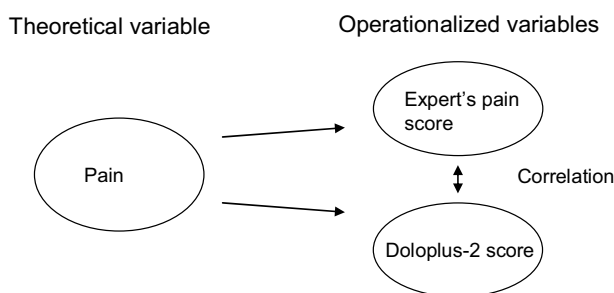 Theoretical variable
Operationalized variables
Expert's pain
score
Pain
Correlation
Doloplus-2 score